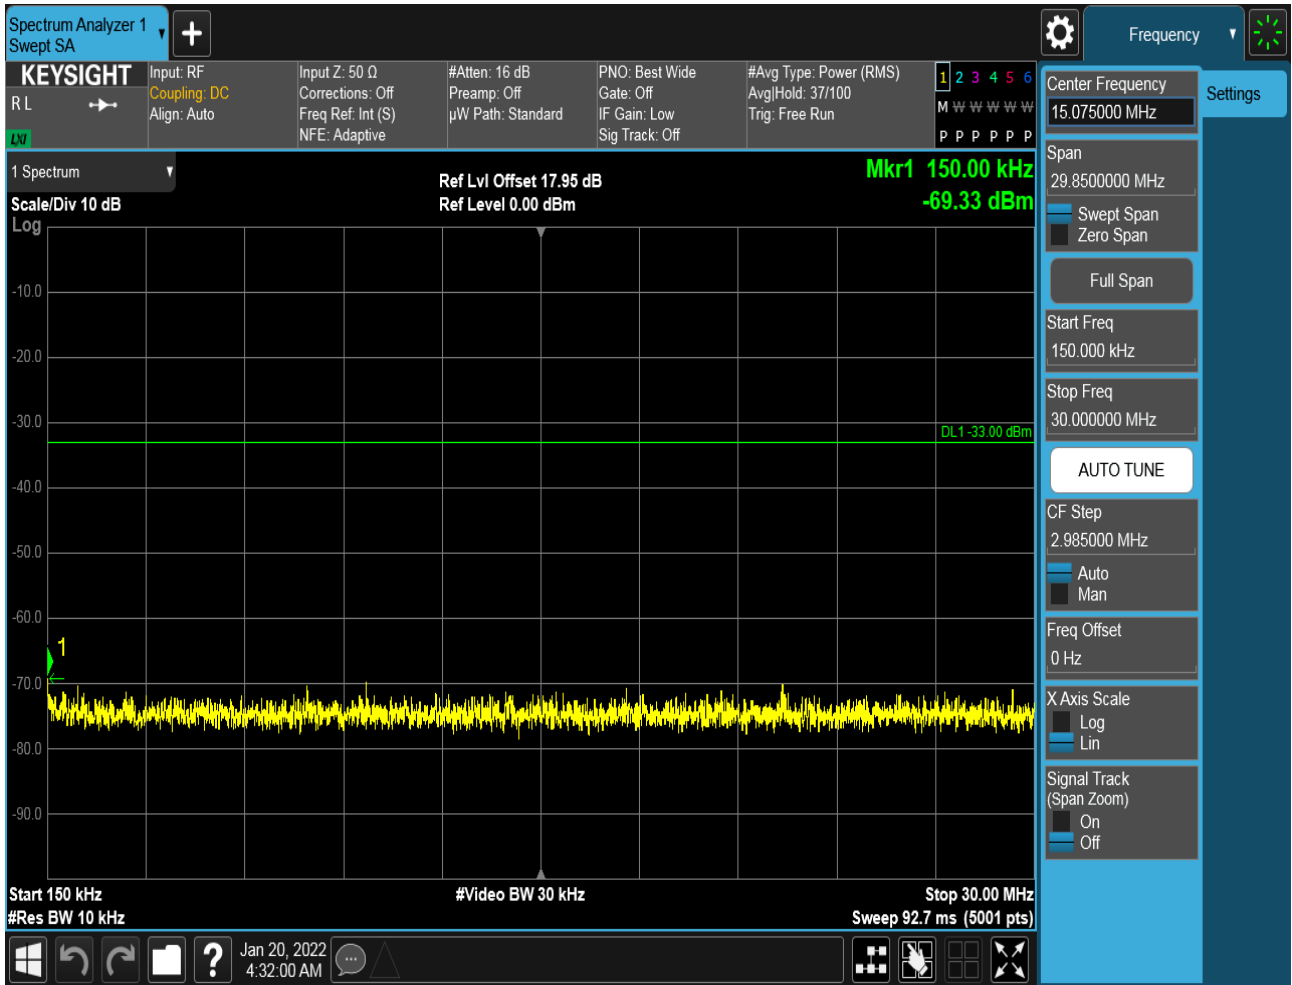 Spectrum Analyzer 1
Swept SA
Frequency
KEYSIGHT
R L
LXI
Input: RF
Coupling: DC
Align: Auto
Input Z: 50 Ω
Corrections: Off
Freq Ref: Int (S)
NFE: Adaptive
#Atten: 16 dB
Preamp: Off
µW Path: Standard
PNO: Best Wide
Gate: Off
IF Gain: Low
Sig Track: Off
#Avg Type: Power (RMS)
Avg|Hold: 37/100
Trig: Free Run
1 2 3 4 5 6
M W W W W W
P P P P P P
1 Spectrum
Scale/Div 10 dB
Log
Ref Lvl Offset 17.95 dB
Ref Level 0.00 dBm
Mkr1 150.00 kHz
-69.33 dBm
-10.0
-20.0
-30.0
DL1 -33.00 dBm
-40.0
-50.0
-60.0
1
-70.0
-80.0
-90.0
Start 150 kHz
#Video BW 30 kHz
Stop 30.00 MHz
#Res BW 10 kHz
Sweep 92.7 ms (5001 pts)
?
Jan 20, 2022
4:32:00 AM
Center Frequency
15.075000 MHz
Settings
Span
29.8500000 MHz
Swept Span
Zero Span
Full Span
Start Freq
150.000 kHz
Stop Freq
30.000000 MHz
AUTO TUNE
CF Step
2.985000 MHz
Auto
Man
Freq Offset
0 Hz
X Axis Scale
Log
Lin
Signal Track
(Span Zoom)
On
Off